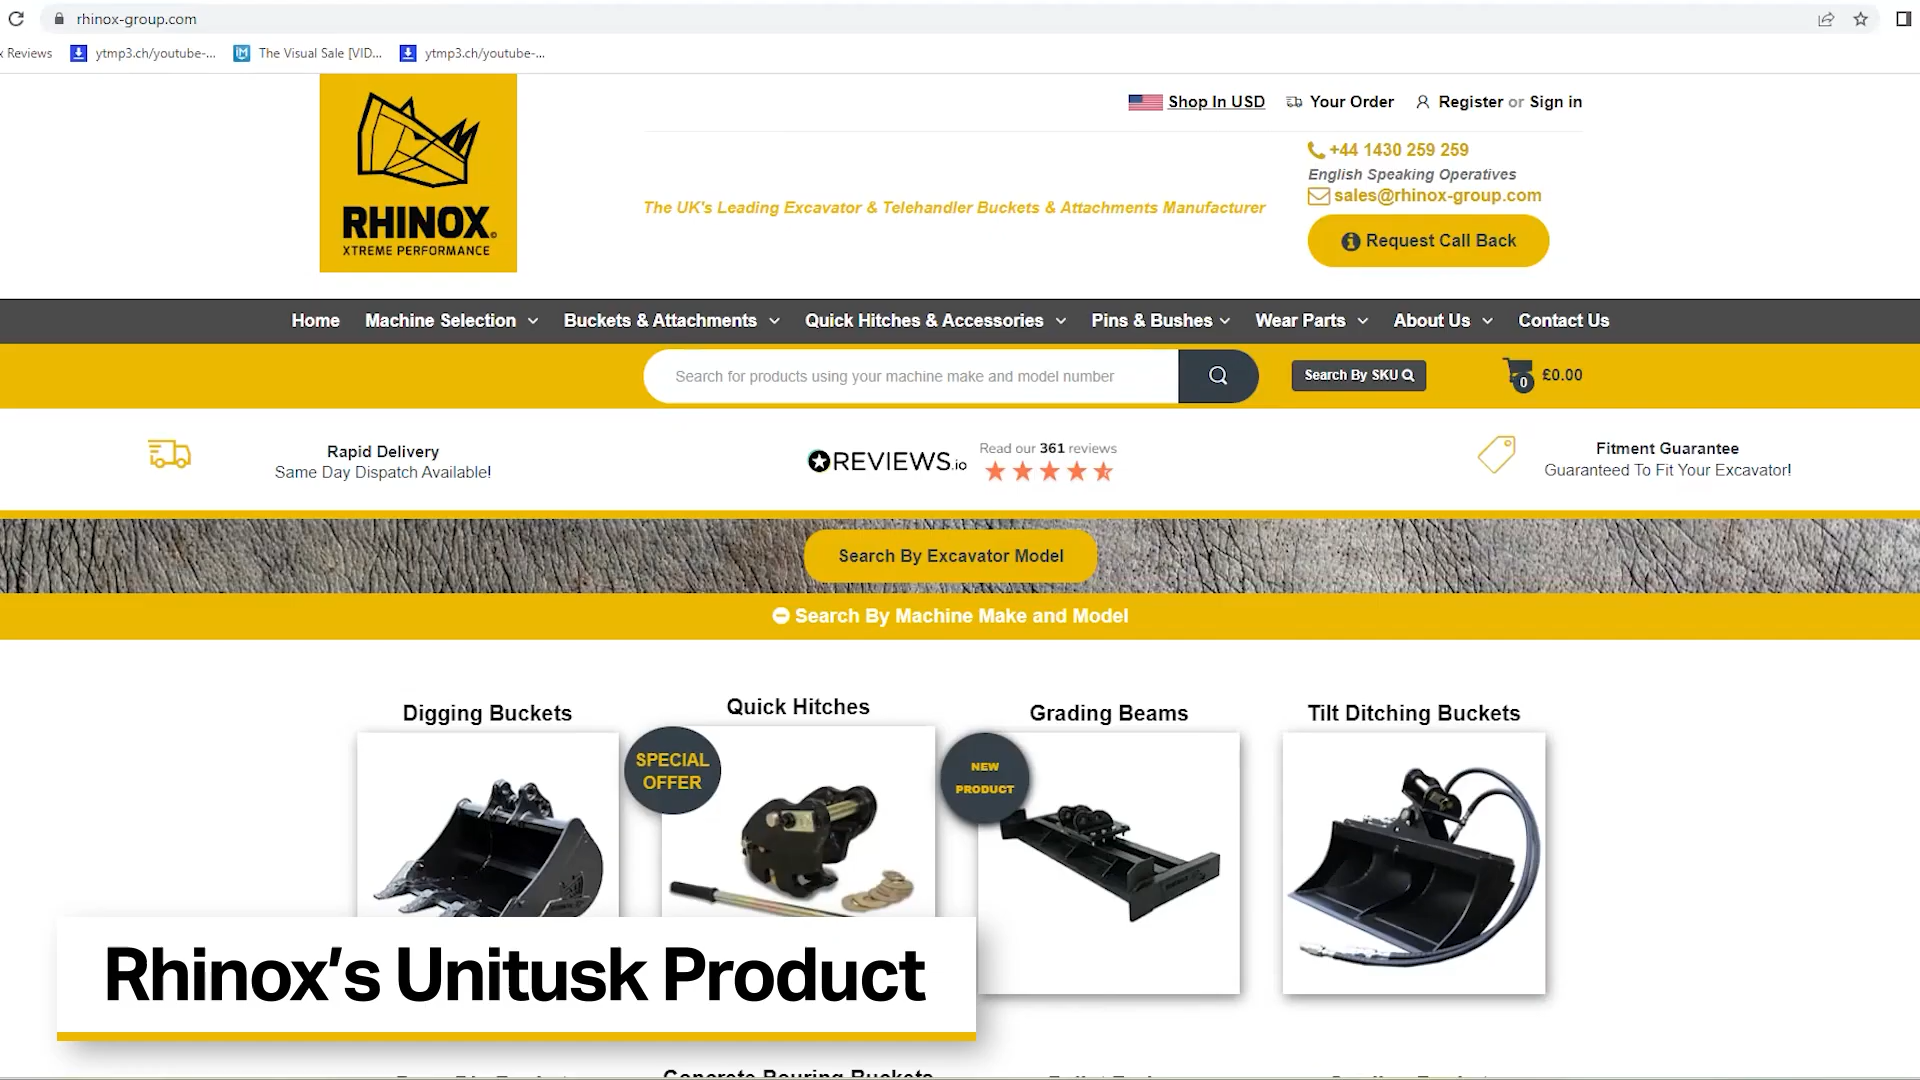 rhinox-group.com
x Reviews
ytmp3.ch/youtube-...
The Visual Sale [VID...
ytmp3.ch/youtube-...
RHINOX
XTREME PERFORMANCE
Shop In USD
Your Order
Register or Sign in
+44 1430 259 259
English Speaking Operatives
sales@rhinox-group.com
Request Call Back
The UK's Leading Excavator & Telehandler Buckets & Attachments Manufacturer
Home
Machine Selection
Buckets & Attachments
Quick Hitches & Accessories
Pins & Bushes
Wear Parts
About Us
Contact Us
Search for products using your machine make and model number
Search By SKU
0
£0.00
Rapid Delivery
Same Day Dispatch Available!
REVIEWS.io
Read our 361 reviews
Fitment Guarantee
Guaranteed To Fit Your Excavator!
Search By Excavator Model
Search By Machine Make and Model
Digging Buckets
Quick Hitches
Grading Beams
Tilt Ditching Buckets
SPECIAL
OFFER
NEW
PRODUCT
Rhinox's Unitusk Product
Concrete Pouring Buckets